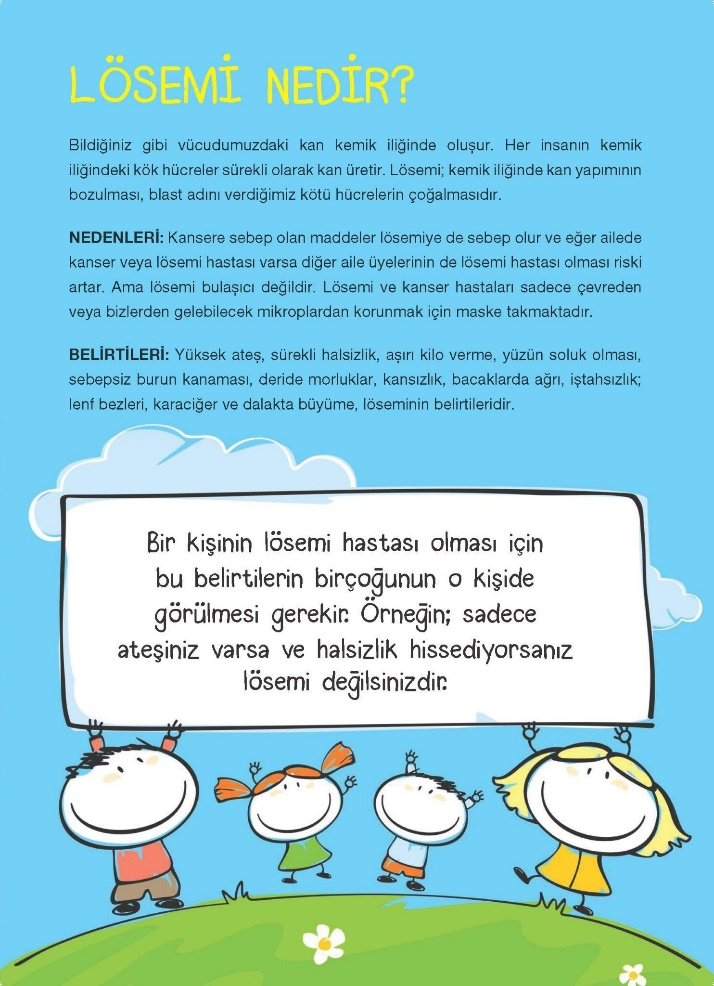 LÖSEMİ NEDİR?
Bildiğiniz gibi vücudumuzdaki kan kemik iliğinde oluşur. Her insanın kemik
iliğindeki kök hücreler sürekli olarak kan üretir. Lösemi; kemik iliğinde kan yapımının
bozulması, blast adını verdiğimiz kötü hücrelerin çoğalmasıdır.
NEDENLERİ: Kansere sebep olan maddeler lösemiye de sebep olur ve eğer ailede
kanser veya lösemi hastası varsa diğer aile üyelerinin de lösemi hastası olması riski
artar. Ama lösemi bulaşıcı değildir. Lösemi ve kanser hastaları sadece çevreden
veya bizlerden gelebilecek mikroplardan korunmak için maske takmaktadır.
BELİRTİLERİ: Yüksek ateş, sürekli halsizlik, aşırı kilo verme, yüzün soluk olması,
sebepsiz burun kanaması, deride morluklar, kansızlık, bacaklarda ağrı, iştahsızlık;
lenf bezleri, karaciğer ve dalakta büyüme, löseminin belirtileridir.
Bir kişinin lösemi hastası olması için
bu belirtilerin birçoğunun o kişide
görülmesi gerekir. Örneğin; sadece
ateşiniz varsa ve halsizlik hissediyorsanız
lösemi değilsinizdir.